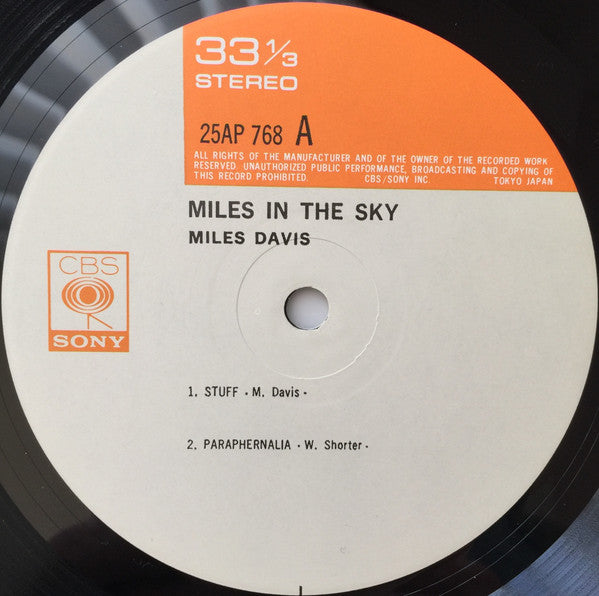 33 1/3
STEREO
25AP 768 A
ALL RIGHTS OF THE MANUFACTURER AND OF THE OWNER OF THE RECORDED WORK
RESERVED. UNAUTHORIZED PUBLIC PERFORMANCE, BROADCASTING AND COPYING OF
THIS RECORD PROHIBITED. CBS/SONY INC. TOKYO JAPAN
MILES IN THE SKY
MILES DAVIS
CBS
SONY
1. STUFF • M. Davis •
2. PARAPHERNALIA • W. Shorter •